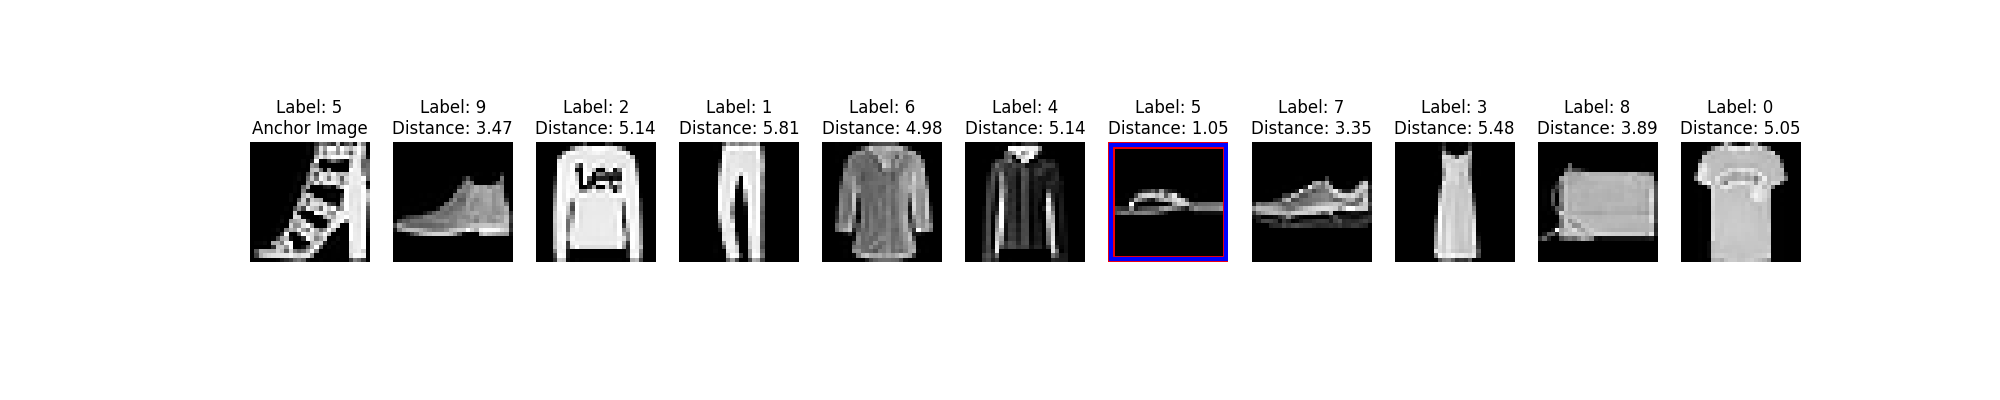 Label: 5
Anchor Image
Label: 9
Distance: 3.47
Label: 2
Distance: 5.14
Label: 1
Distance: 5.81
Label: 6
Distance: 4.98
Label: 4
Distance: 5.14
Label: 5
Distance: 1.05
Label: 7
Distance: 3.35
Label: 3
Distance: 5.48
Label: 8
Distance: 3.89
Label: 0
Distance: 5.05
Lee